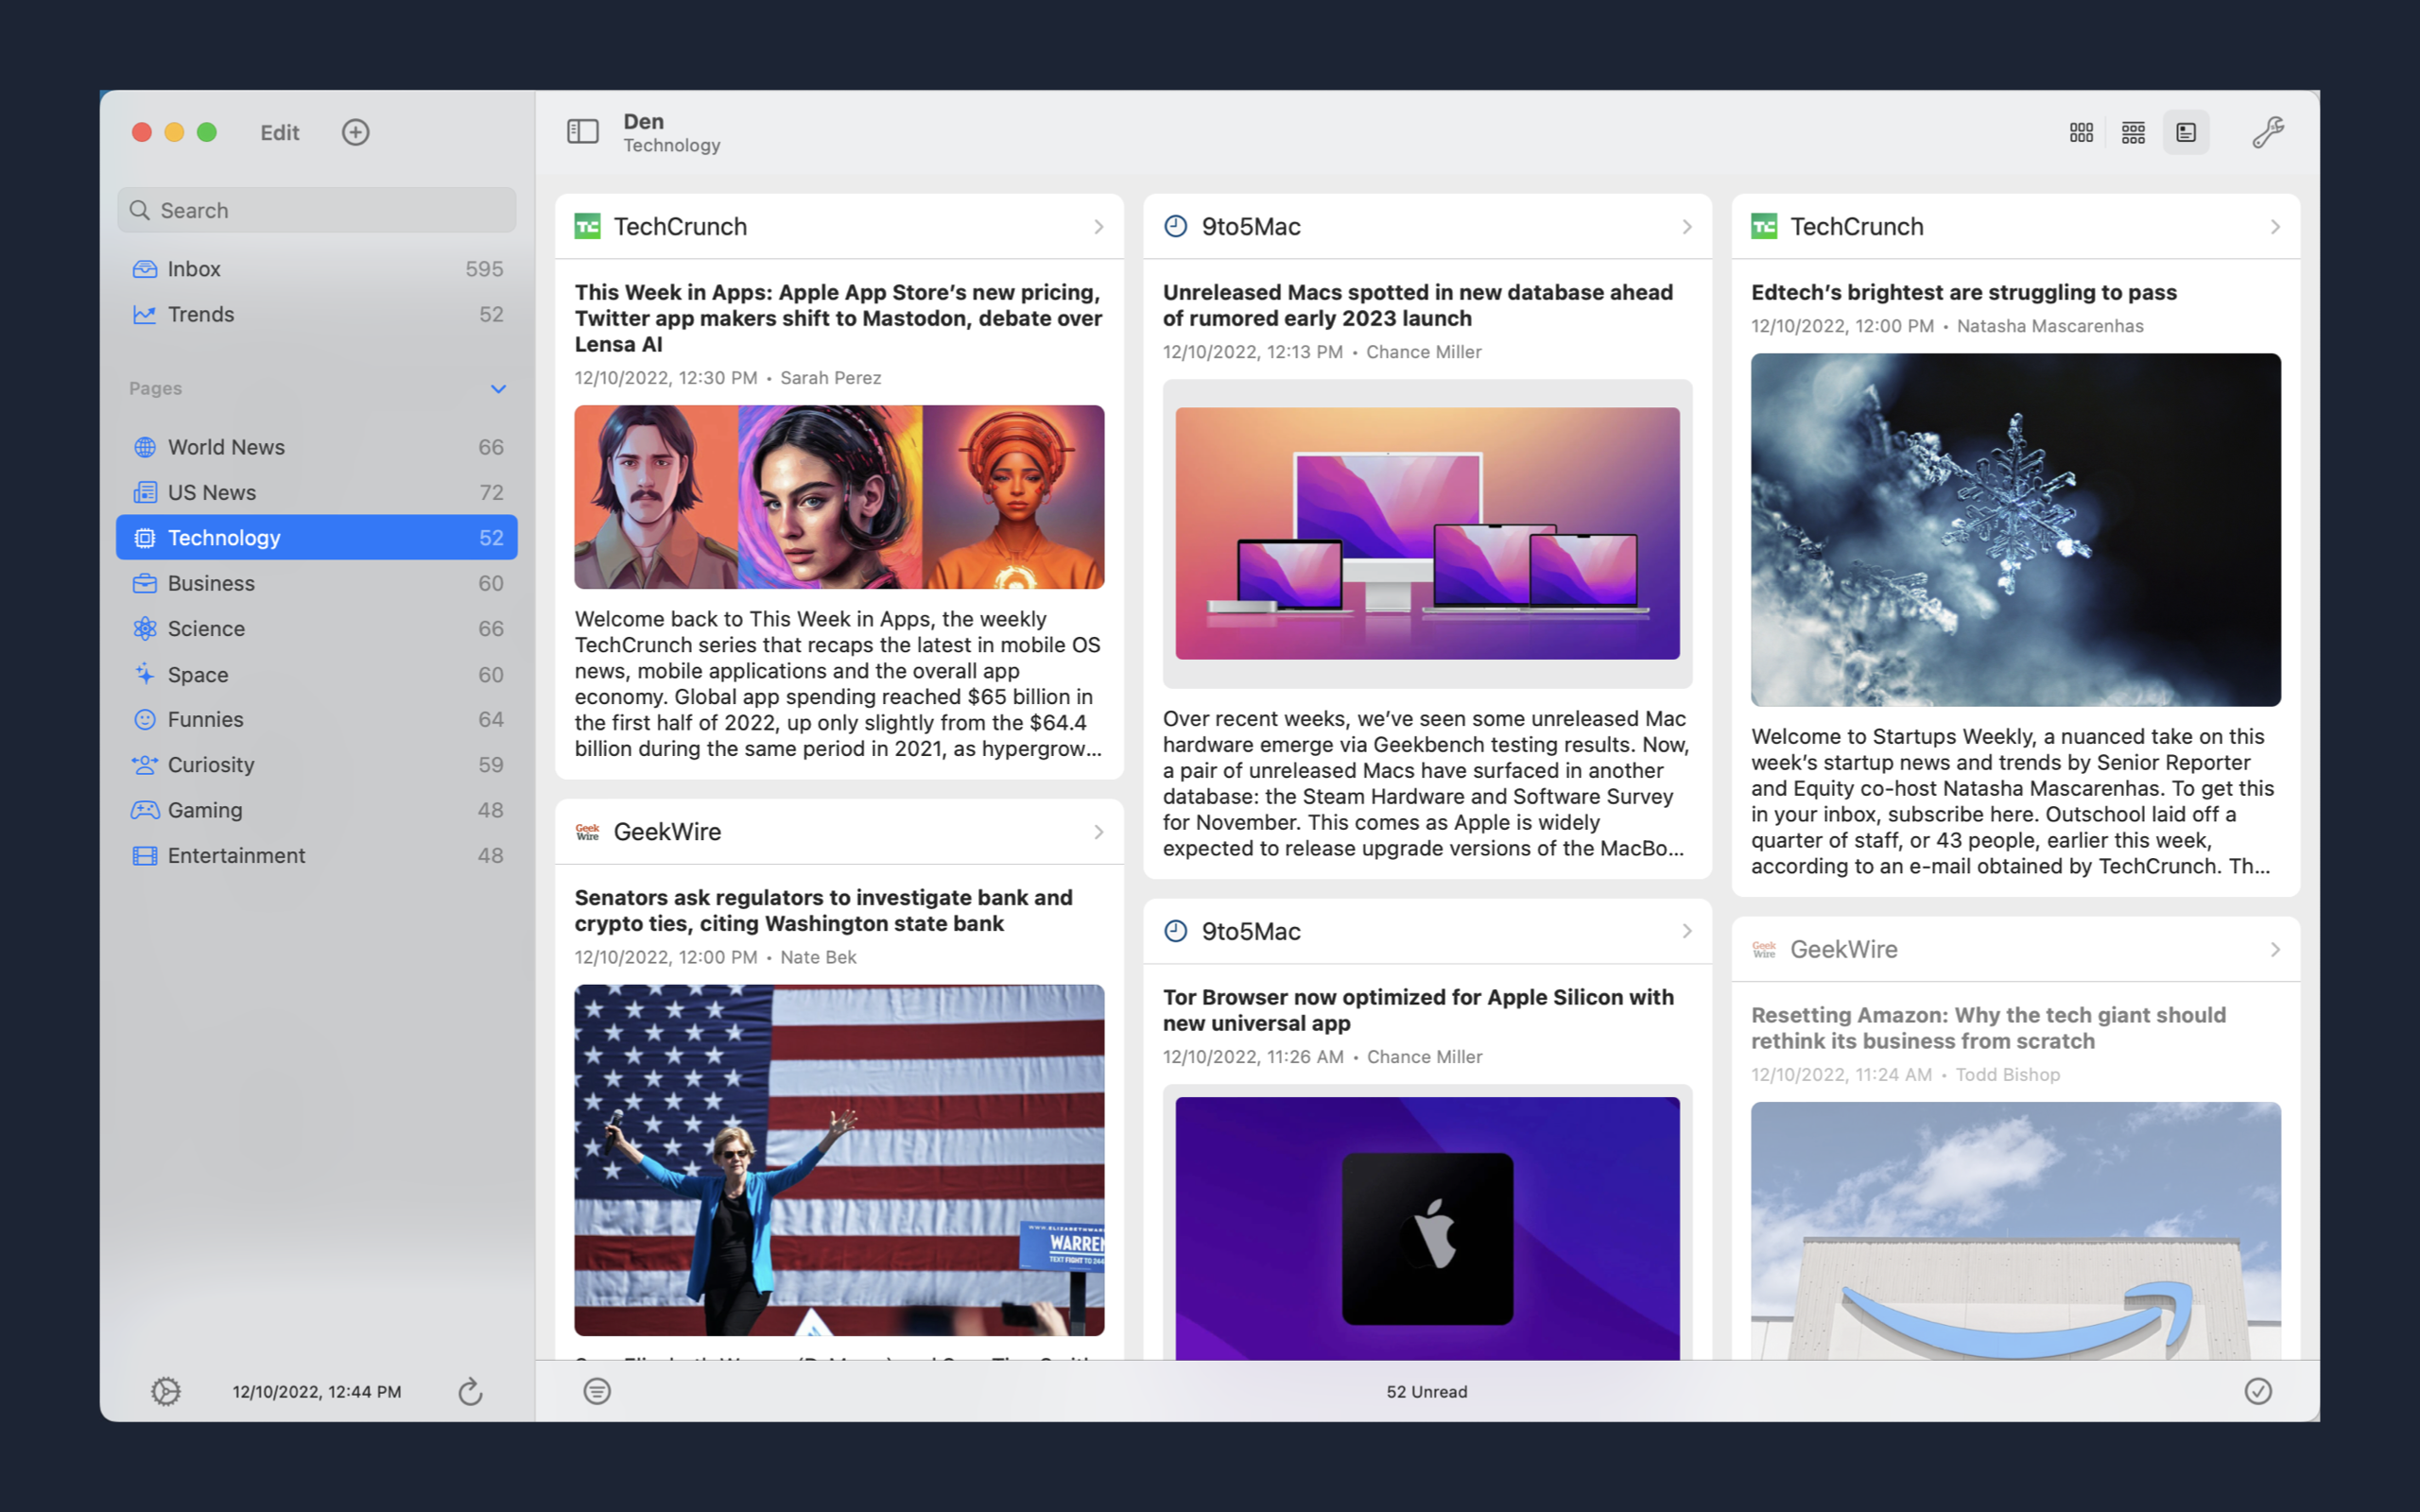 Edit
Search
Inbox 595
Trends 52
Pages
World News 66
US News 72
Technology 52
Business 60
Science 66
Space 60
Funnies 64
Curiosity 59
Gaming 48
Entertainment 48
12/10/2022, 12:44 PM
Den
Technology
TC TechCrunch
This Week in Apps: Apple App Store’s new pricing,
Twitter app makers shift to Mastodon, debate over
Lensa AI
12/10/2022, 12:30 PM • Sarah Perez
Welcome back to This Week in Apps, the weekly
TechCrunch series that recaps the latest in mobile OS
news, mobile applications and the overall app
economy. Global app spending reached $65 billion in
the first half of 2022, up only slightly from the $64.4
billion during the same period in 2021, as hypergrow...
Geek
Wire
GeekWire
Senators ask regulators to investigate bank and
crypto ties, citing Washington state bank
12/10/2022, 12:00 PM • Nate Bek
WARREN
9to5Mac
Unreleased Macs spotted in new database ahead
of rumored early 2023 launch
12/10/2022, 12:13 PM • Chance Miller
Over recent weeks, we’ve seen some unreleased Mac
hardware emerge via Geekbench testing results. Now,
a pair of unreleased Macs have surfaced in another
database: the Steam Hardware and Software Survey
for November. This comes as Apple is widely
expected to release upgrade versions of the MacBo...
9to5Mac
Tor Browser now optimized for Apple Silicon with
new universal app
12/10/2022, 11:26 AM • Chance Miller
TC TechCrunch
Edtech’s brightest are struggling to pass
12/10/2022, 12:00 PM • Natasha Mascarenhas
Welcome to Startups Weekly, a nuanced take on this
week’s startup news and trends by Senior Reporter
and Equity co-host Natasha Mascarenhas. To get this
in your inbox, subscribe here. Outschool laid off a
quarter of staff, or 43 people, earlier this week,
according to an e-mail obtained by TechCrunch. Th...
Geek
Wire
GeekWire
Resetting Amazon: Why the tech giant should
rethink its business from scratch
12/10/2022, 11:24 AM • Todd Bishop
52 Unread